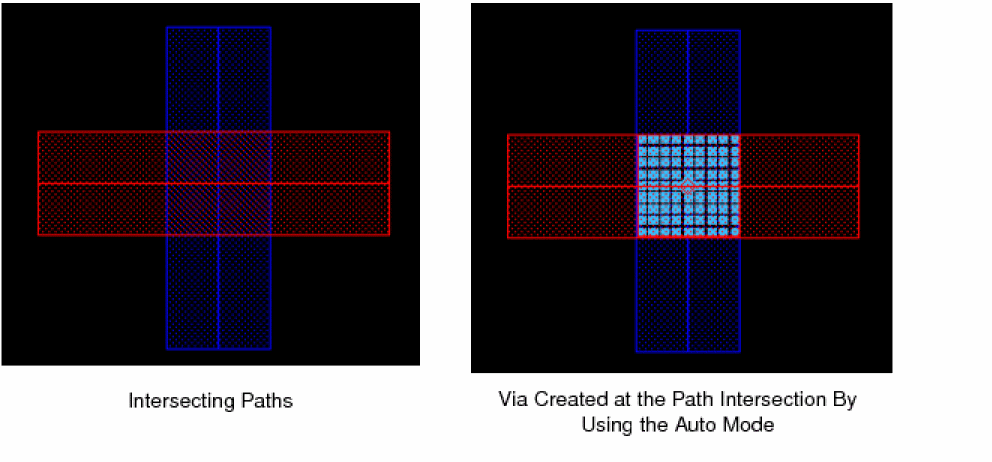 Intersecting Paths
Via Created at the Path Intersection By
Using the Auto Mode